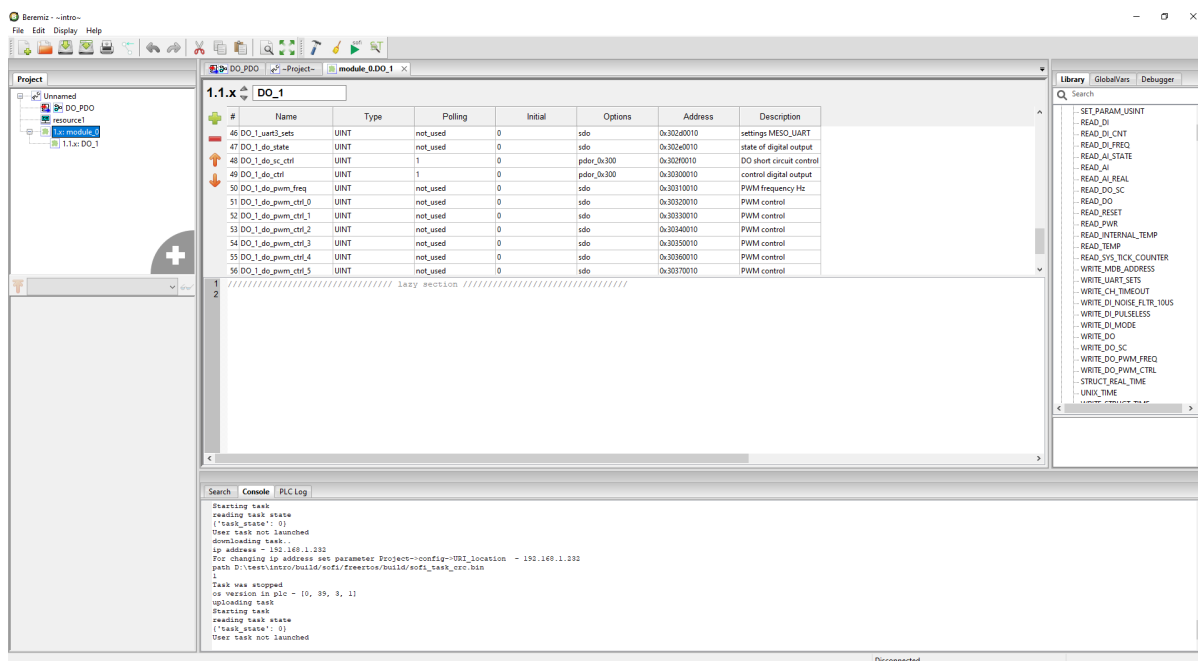 Beremiz - ~intro~
File Edit Display Help
Project
Unnamed
DO_PDO
resource1
1.x: module_0
1.1.x: DO_1
DO_PDO ~Project~ module_0.DO_1
1.1.x DO_1
# Name Type Polling Initial Options Address Description
46 DO_1_uart3_sets UINT not_used 0 sdo 0x302d0010 settings MESO_UART
47 DO_1_do_state UINT not_used 0 sdo 0x302e0010 state of digital output
48 DO_1_do_sc_ctrl UINT 1 0 pdor_0x300 0x302f0010 DO short circuit control
49 DO_1_do_ctrl UINT 1 0 pdor_0x300 0x30300010 control digital output
50 DO_1_do_pwm_freq UINT not_used 0 sdo 0x30310010 PWM frequency Hz
51 DO_1_do_pwm_ctrl_0 UINT not_used 0 sdo 0x30320010 PWM control
52 DO_1_do_pwm_ctrl_1 UINT not_used 0 sdo 0x30330010 PWM control
53 DO_1_do_pwm_ctrl_2 UINT not_used 0 sdo 0x30340010 PWM control
54 DO_1_do_pwm_ctrl_3 UINT not_used 0 sdo 0x30350010 PWM control
55 DO_1_do_pwm_ctrl_4 UINT not_used 0 sdo 0x30360010 PWM control
56 DO_1_do_pwm_ctrl_5 UINT not_used 0 sdo 0x30370010 PWM control
1 ///////////////////////////////// lazy section /////////////////////////////////
2
Library GlobalVars Debugger
Search
SET_PARAM_USINT
READ_DI
READ_DI_CNT
READ_DI_FREQ
READ_AI_STATE
READ_AI
READ_AI_REAL
READ_DO_SC
READ_DO
READ_RESET
READ_PWR
READ_INTERNAL_TEMP
READ_TEMP
READ_SYS_TICK_COUNTER
WRITE_MDB_ADDRESS
WRITE_UART_SETS
WRITE_CH_TIMEOUT
WRITE_DI_NOISE_FLTR_10US
WRITE_DI_PULSELESS
WRITE_DI_MODE
WRITE_DO
WRITE_DO_SC
WRITE_DO_PWM_FREQ
WRITE_DO_PWM_CTRL
STRUCT_REAL_TIME
UNIX_TIME
WRITE_STRUCT_TIME
Search Console PLC Log
Starting task
reading task state
{'task_state': 0}
User task not launched
downloading task..
ip address - 192.168.1.232
For changing ip address set parameter Project->config->URI_location - 192.168.1.232
path D:\test\intro/build/sofi/freertos/build/sofi_task_crc.bin
1
Task was stopped
os version in plc - [0, 39, 3, 1]
uploading task
Starting task
reading task state
{'task_state': 0}
User task not launched
Disconnected